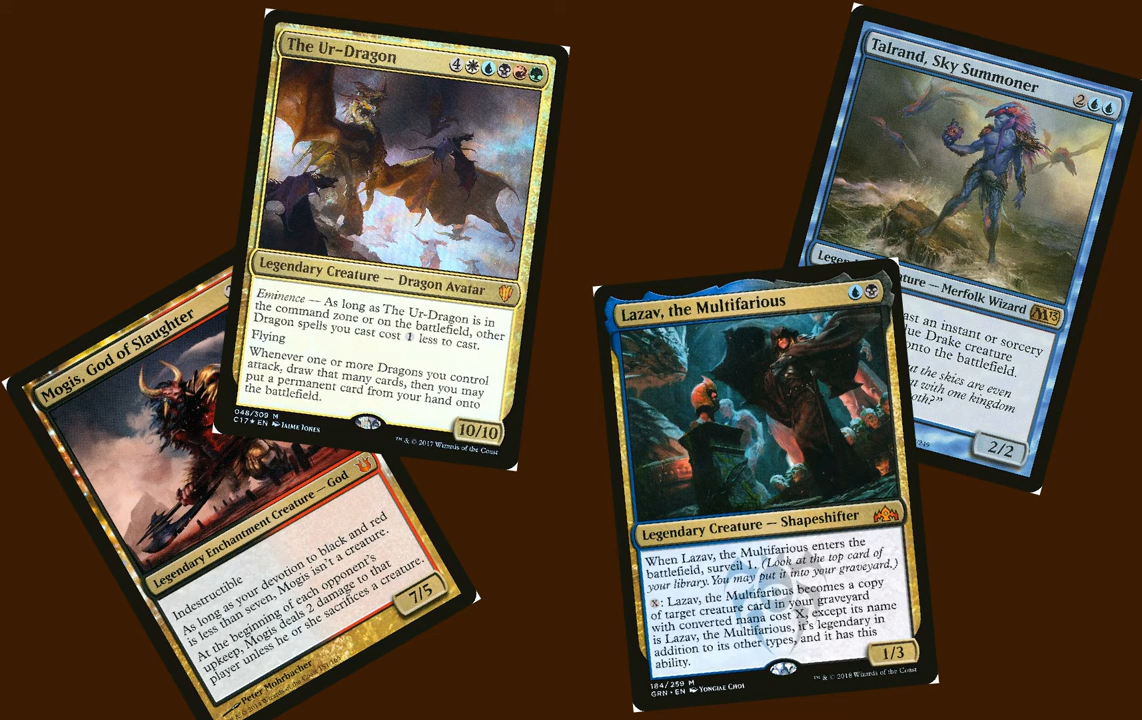 The Ur-Dragon
4
Legendary Creature — Dragon Avatar
Eminence — As long as The Ur-Dragon is in
the command zone or on the battlefield, other
Dragon spells you cast cost 1 less to cast.
Flying
Whenever one or more Dragons you control
attack, draw that many cards, then you may
put a permanent card from your hand onto
the battlefield.
10/10
048/309 M
C17★EN Jaime Jones
™ & © 2017 Wizards of the Coast
Talrand, Sky Summoner
2
Creature — Merfolk Wizard
M13
an instant or sorcery
Drake creature
onto the battlefield.
but the skies are even
with one kingdom
2/2
/249
Mogis, God of Slaughter
Legendary Enchantment Creature — God
Indestructible
As long as your devotion to black and red
is less than seven, Mogis isn't a creature.
At the beginning of each opponent's
upkeep, Mogis deals 2 damage to that
player unless he or she sacrifices a creature.
7/5
Peter Mohrbacher
Lazav, the Multifarious
Legendary Creature — Shapeshifter
When Lazav, the Multifarious enters the
battlefield, surveil 1. (Look at the top card of
your library. You may put it into your graveyard.)
X: Lazav, the Multifarious becomes a copy
of target creature card in your graveyard
with converted mana cost X, except its name
is Lazav, the Multifarious, it's legendary in
addition to its other types, and it has this
ability.
1/3
184/259 M
GRN • EN Yongjae Choi
™ & © 2018 Wizards of the Coast